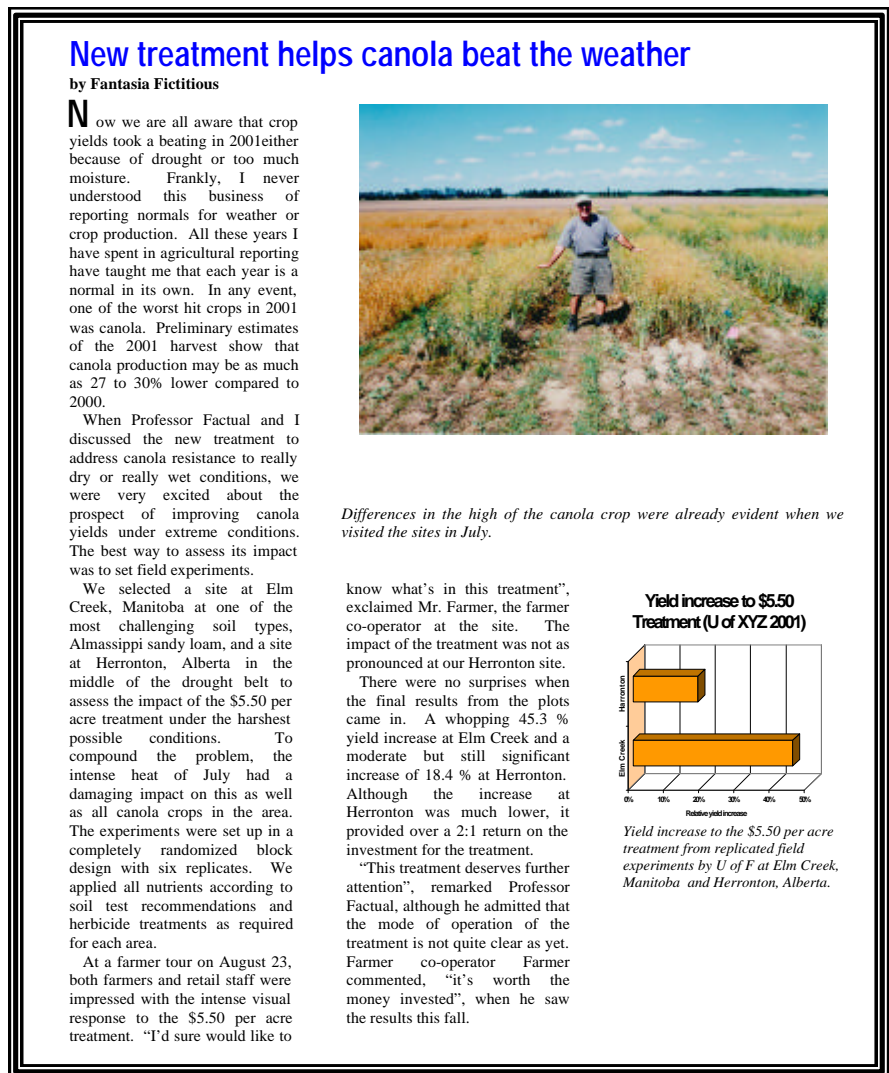 New treatment helps canola beat the weather
by Fantasia Fictitious
Now we are all aware that crop
yields took a beating in 2001either
because of drought or too much
moisture. Frankly, I never
understood this business of
reporting normals for weather or
crop production. All these years I
have spent in agricultural reporting
have taught me that each year is a
normal in its own. In any event,
one of the worst hit crops in 2001
was canola. Preliminary estimates
of the 2001 harvest show that
canola production may be as much
as 27 to 30% lower compared to
2000.
When Professor Factual and I
discussed the new treatment to
address canola resistance to really
dry or really wet conditions, we
were very excited about the
prospect of improving canola
yields under extreme conditions.
The best way to assess its impact
was to set field experiments.
We selected a site at Elm
Creek, Manitoba at one of the
most challenging soil types,
Almassippi sandy loam, and a site
at Herronton, Alberta in the
middle of the drought belt to
assess the impact of the $5.50 per
acre treatment under the harshest
possible conditions. To
compound the problem, the
intense heat of July had a
damaging impact on this as well
as all canola crops in the area.
The experiments were set up in a
completely randomized block
design with six replicates. We
applied all nutrients according to
soil test recommendations and
herbicide treatments as required
for each area.
At a farmer tour on August 23,
both farmers and retail staff were
impressed with the intense visual
response to the $5.50 per acre
treatment. “I’d sure would like to
Differences in the high of the canola crop were already evident when we
visited the sites in July.
know what’s in this treatment”,
exclaimed Mr. Farmer, the farmer
co-operator at the site. The
impact of the treatment was not as
pronounced at our Herronton site.
There were no surprises when
the final results from the plots
came in. A whopping 45.3 %
yield increase at Elm Creek and a
moderate but still significant
increase of 18.4 % at Herronton.
Although the increase at
Herronton was much lower, it
provided over a 2:1 return on the
investment for the treatment.
“This treatment deserves further
attention”, remarked Professor
Factual, although he admitted that
the mode of operation of the
treatment is not quite clear as yet.
Farmer co-operator Farmer
commented, “it’s worth the
money invested”, when he saw
the results this fall.
Yield increase to $5.50
Treatment (U of XYZ 2001)
Harronton
Elm Creek
0% 10% 20% 30% 40% 50%
Relative yield increase
Yield increase to the $5.50 per acre
treatment from replicated field
experiments by U of F at Elm Creek,
Manitoba and Herronton, Alberta.